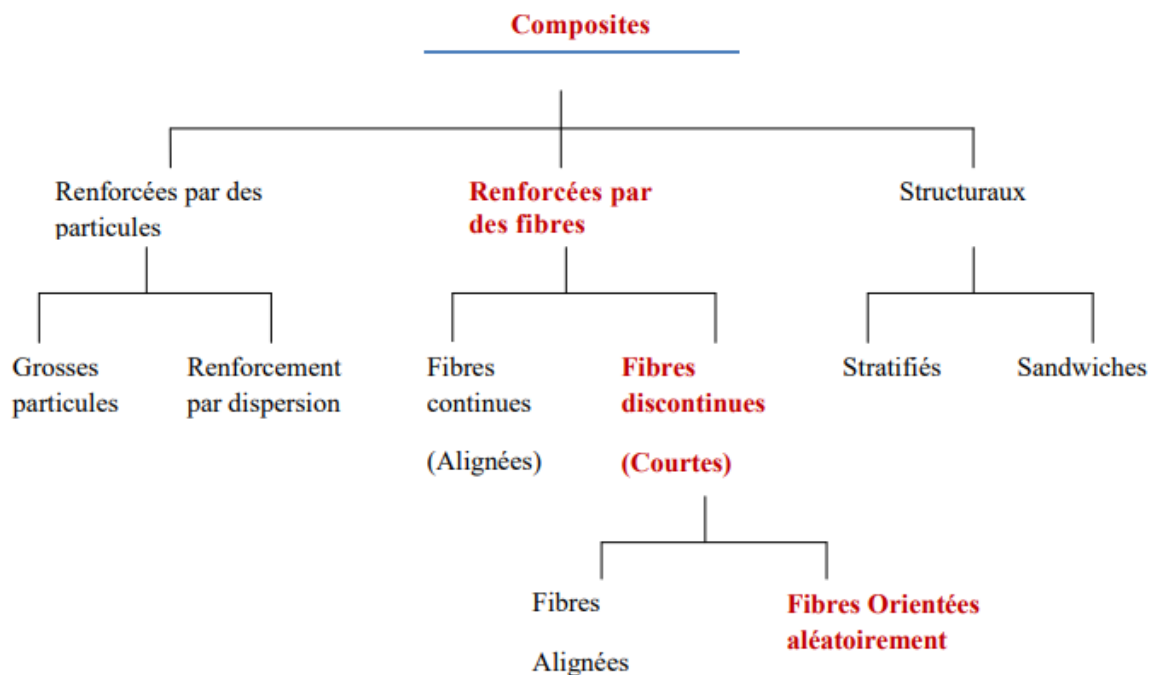 Composites
Renforcées par des
particules
Renforcées par
des fibres
Structuraux
Grosses
particules
Renforcement
par dispersion
Fibres
continues
(Alignées)
Fibres
discontinues
(Courtes)
Stratifiés
Sandwiches
Fibres
Alignées
Fibres Orientées
aléatoirement